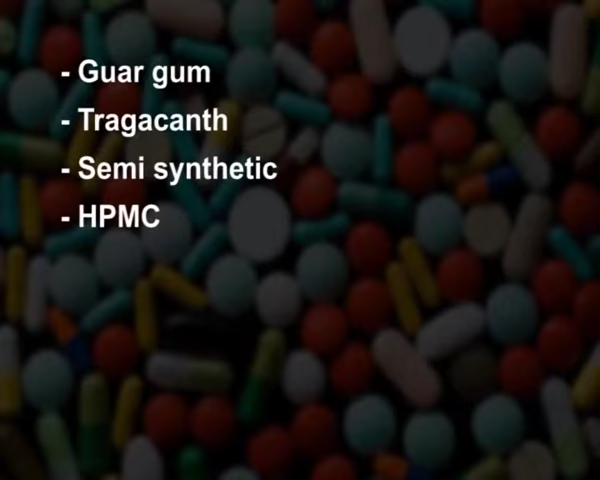 - Guar gum
- Tragacanth
- Semi synthetic
- HPMC